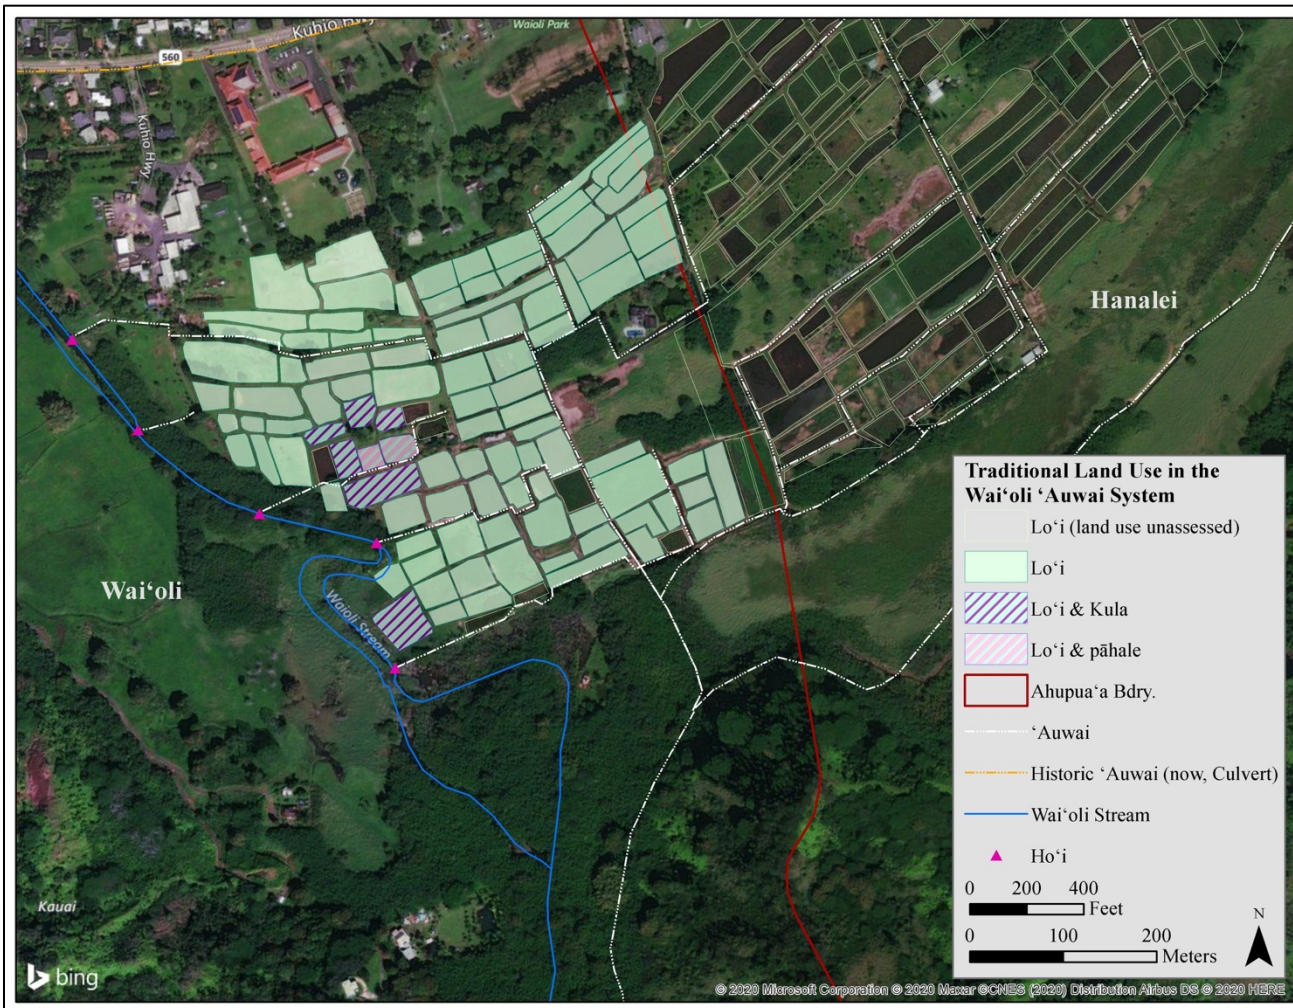 Waioli Park
Kuhio Hwy
560
Kuhio Hwy
Hanalei
Wai‘oli
Waioli Stream
Kauai
Traditional Land Use in the
Wai‘oli ‘Auwai System
Lo‘i (land use unassessed)
Lo‘i
Lo‘i & Kula
Lo‘i & pāhale
Ahupua‘a Bdry.
‘Auwai
Historic ‘Auwai (now, Culvert)
Wai‘oli Stream
Ho‘i
0 200 400
Feet
0 100 200
Meters
N
bing
© 2020 Microsoft Corporation © 2020 Maxar ©CNES (2020) Distribution Airbus DS © 2020 HERE